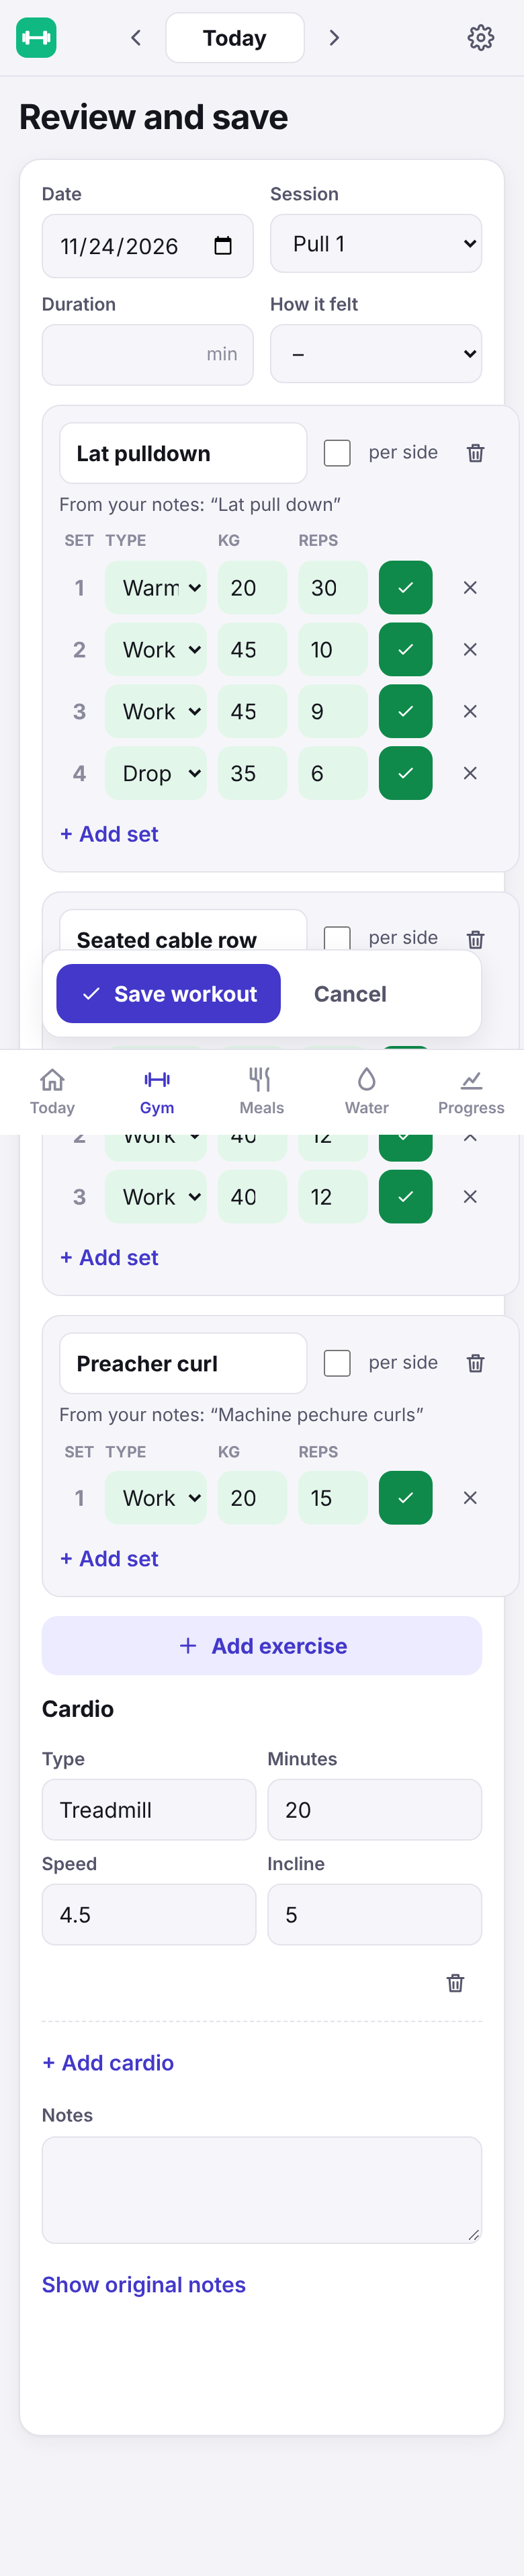 Today
Review and save
Date Session
11/24/2026 Pull 1
Duration How it felt
min –
Lat pulldown per side
From your notes: “Lat pull down”
SET TYPE KG REPS
1 Warm 20 30
2 Work 45 10
3 Work 45 9
4 Drop 35 6
+ Add set
Seated cable row per side
Save workout Cancel
Today Gym Meals Water Progress
2 Work 40 12
3 Work 40 12
+ Add set
Preacher curl per side
From your notes: “Machine pechure curls”
SET TYPE KG REPS
1 Work 20 15
+ Add set
Add exercise
Cardio
Type Minutes
Treadmill 20
Speed Incline
4.5 5
+ Add cardio
Notes
Show original notes